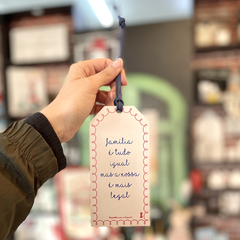 família
é tudo
igual
mas a nossa
é mais
legal